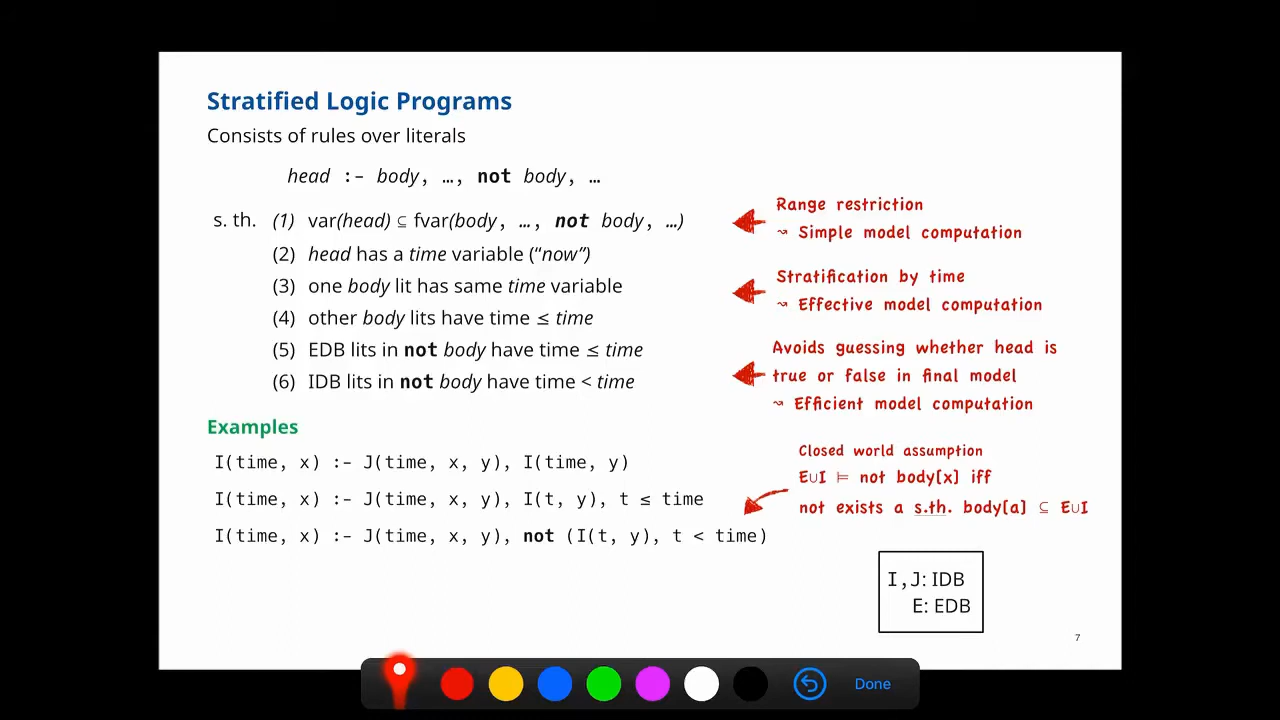 Stratified Logic Programs
Consists of rules over literals
head :- body, …, not body, …
s. th. (1) var(head) ⊆ fvar(body, …, not body, …)
(2) head has a time variable (“now”)
(3) one body lit has same time variable
(4) other body lits have time ≤ time
(5) EDB lits in not body have time ≤ time
(6) IDB lits in not body have time < time
Range restriction
↝ Simple model computation
Stratification by time
↝ Effective model computation
Avoids guessing whether head is
true or false in final model
↝ Efficient model computation
Examples
I(time, x) :- J(time, x, y), I(time, y)
I(time, x) :- J(time, x, y), I(t, y), t ≤ time
I(time, x) :- J(time, x, y), not (I(t, y), t < time)
Closed world assumption
E∪I ⊨ not body[x] iff
not exists a s.th. body[a] ⊆ E∪I
I,J: IDB
E: EDB
7
Done